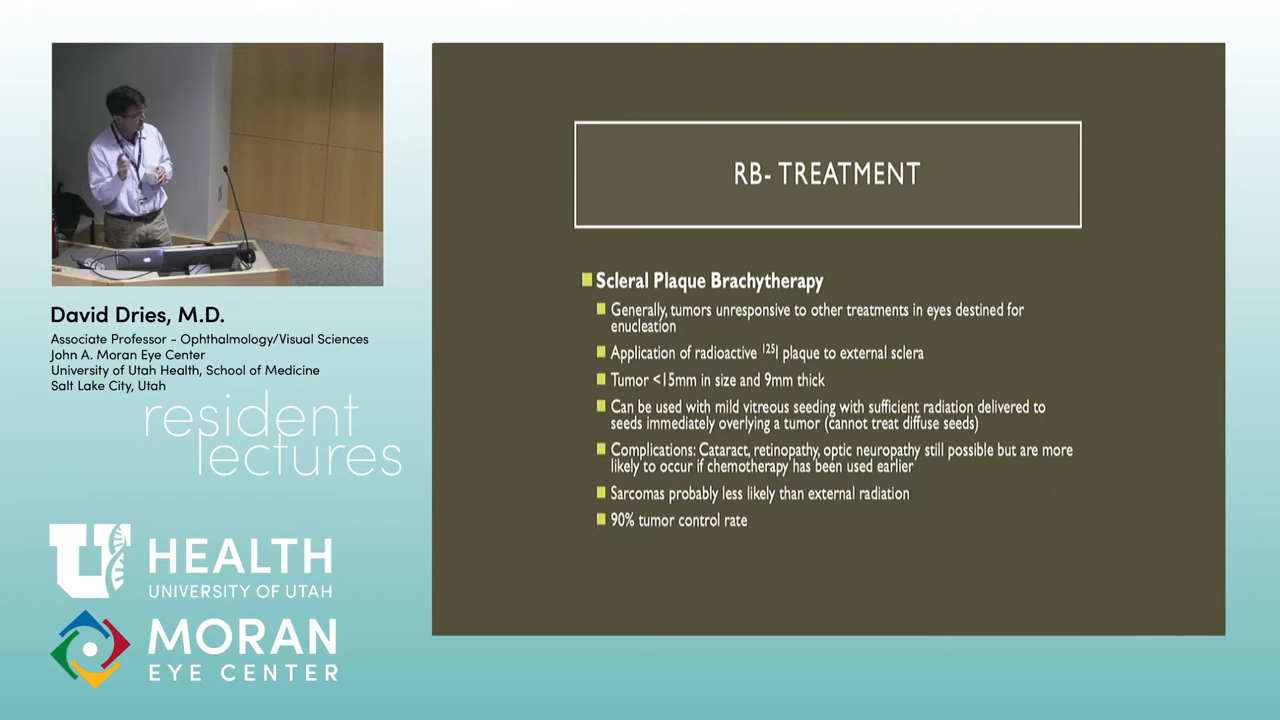 David Dries, M.D.
Associate Professor - Ophthalmology/Visual Sciences
John A. Moran Eye Center
University of Utah Health, School of Medicine
Salt Lake City, Utah
resident
lectures
U HEALTH
UNIVERSITY OF UTAH
MORAN
EYE CENTER
RB- TREATMENT
Scleral Plaque Brachytherapy
Generally, tumors unresponsive to other treatments in eyes destined for
enucleation
Application of radioactive ¹²⁵I plaque to external sclera
Tumor <15mm in size and 9mm thick
Can be used with mild vitreous seeding with sufficient radiation delivered to
seeds immediately overlying a tumor (cannot treat diffuse seeds)
Complications: Cataract, retinopathy, optic neuropathy still possible but are more
likely to occur if chemotherapy has been used earlier
Sarcomas probably less likely than external radiation
90% tumor control rate